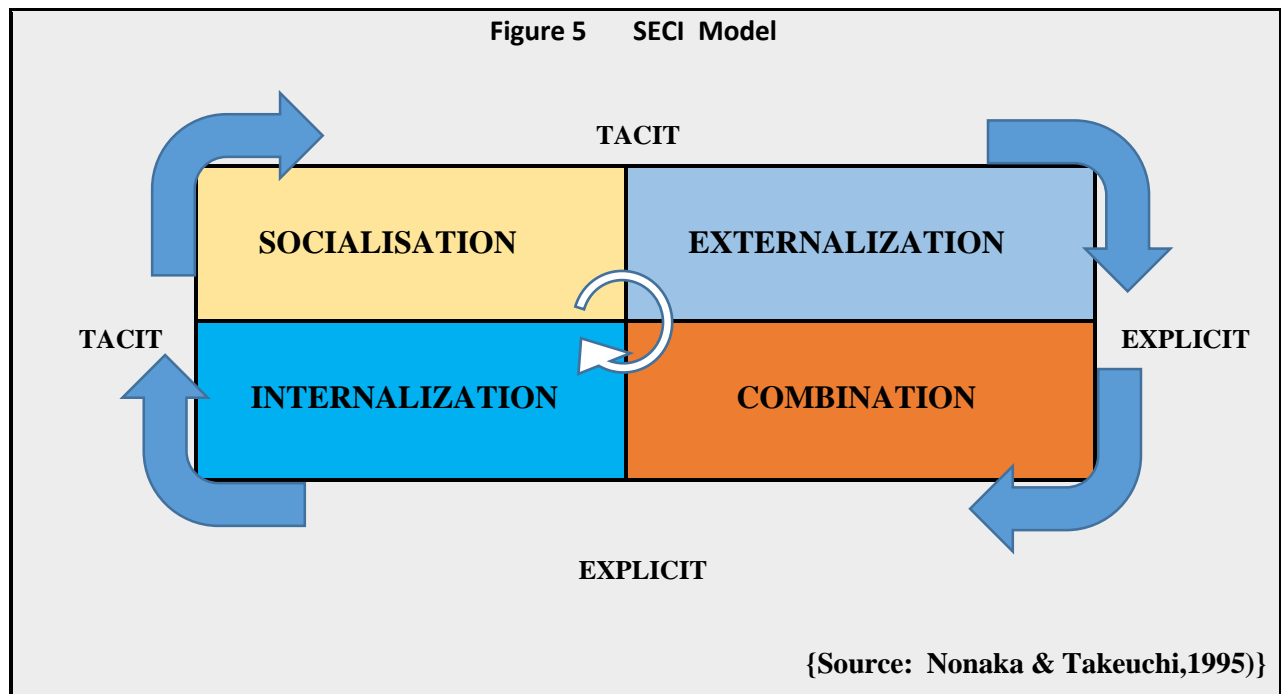 Figure 5 SECI Model
TACIT
SOCIALISATION EXTERNALIZATION
TACIT EXPLICIT
INTERNALIZATION COMBINATION
EXPLICIT
{Source: Nonaka & Takeuchi,1995)}